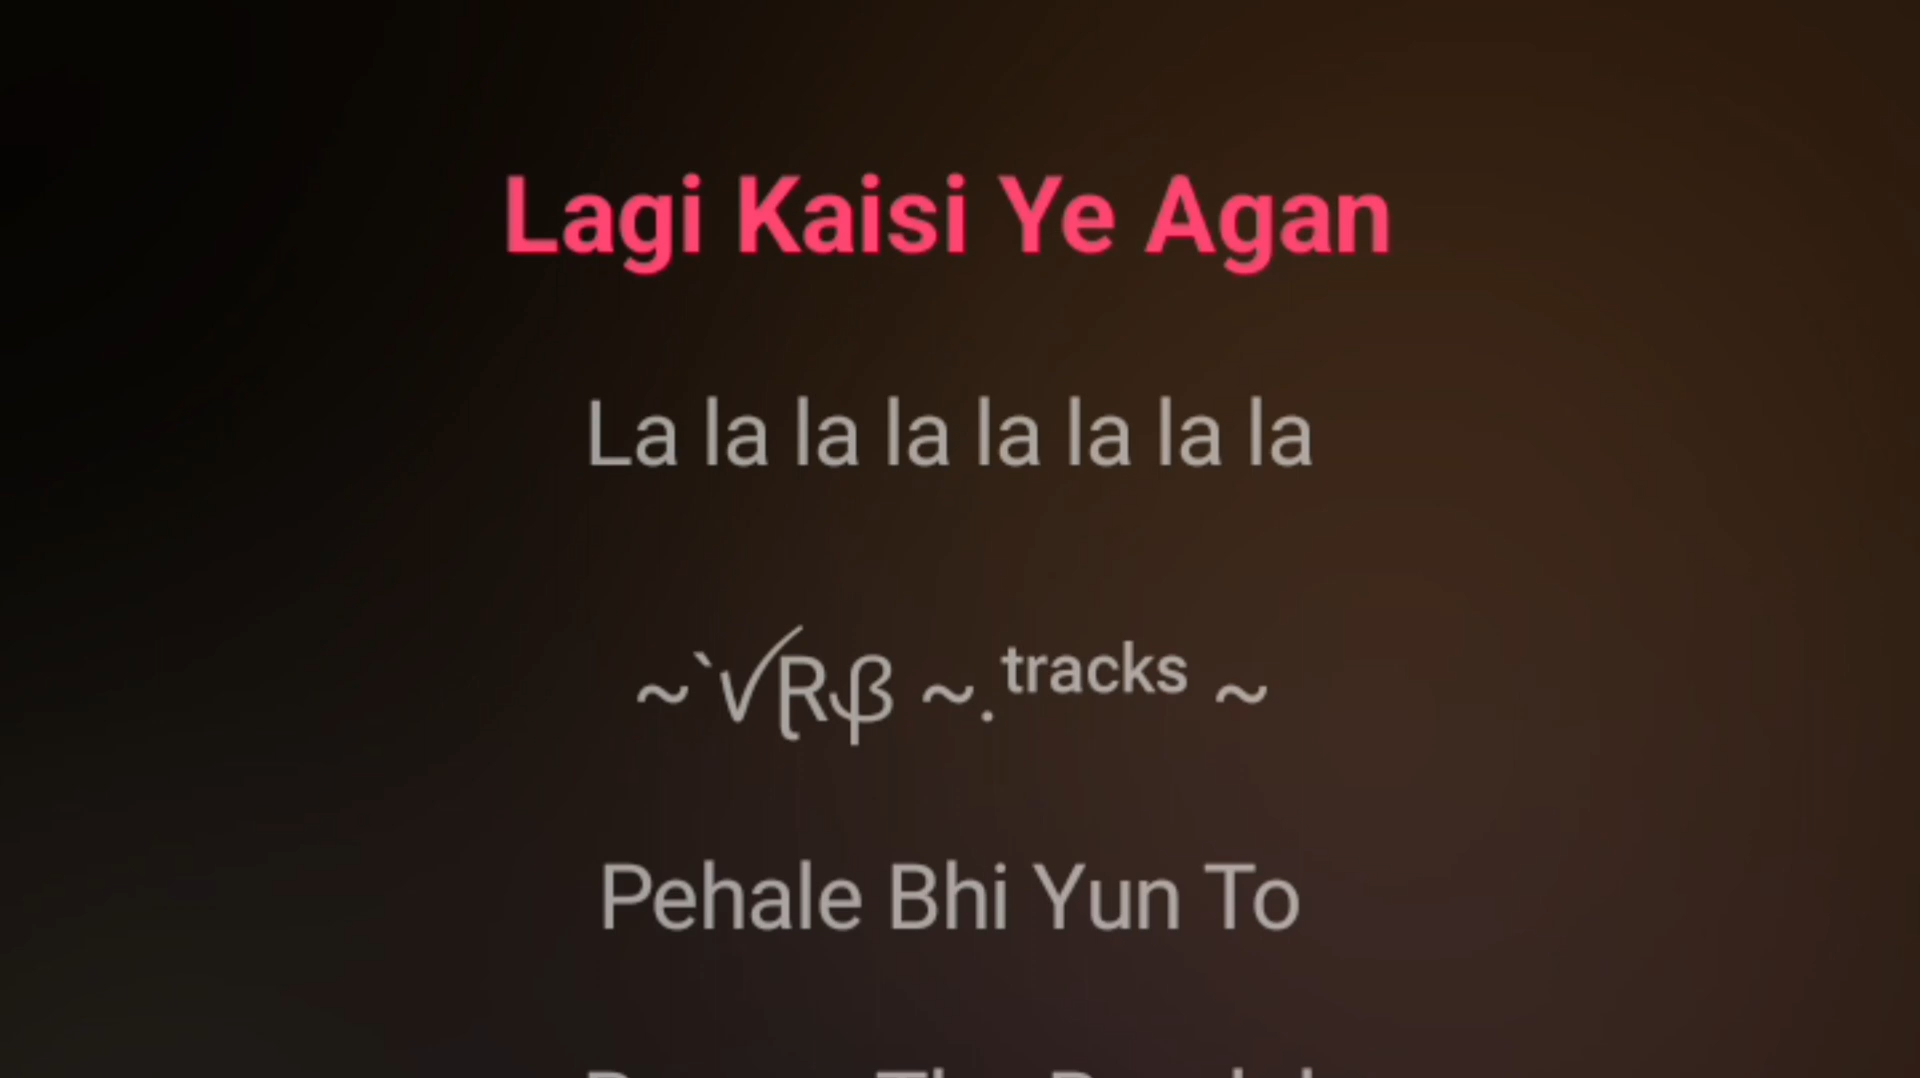 Lagi Kaisi Ye Agan
La la la la la la la la
~`√Rβ ~.tracks ~
Pehale Bhi Yun To